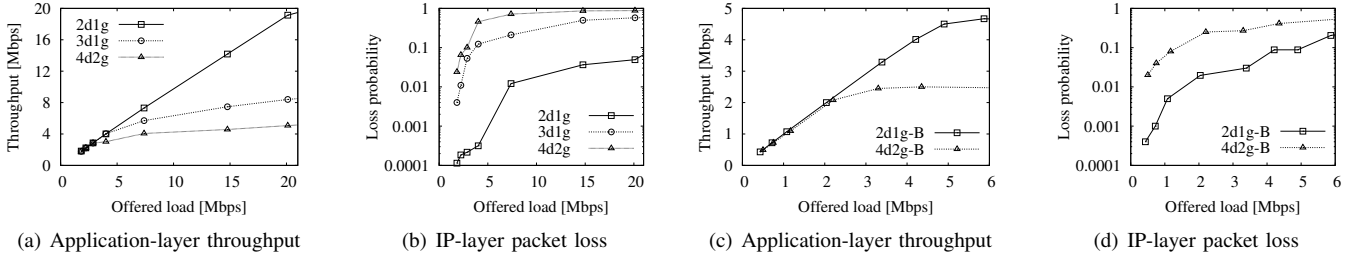 Throughput [Mbps]
20
16
12
8
4
0
2d1g
3d1g
4d2g
0 5 10 15 20
Offered load [Mbps]
(a) Application-layer throughput
Loss probability
1
0.1
0.01
0.001
0.0001
2d1g
3d1g
4d2g
0 5 10 15 20
Offered load [Mbps]
(b) IP-layer packet loss
Throughput [Mbps]
5
4
3
2
1
0
2d1g-B
4d2g-B
0 1 2 3 4 5 6
Offered load [Mbps]
(c) Application-layer throughput
Loss probability
1
0.1
0.01
0.001
0.0001
2d1g-B
4d2g-B
0 1 2 3 4 5 6
Offered load [Mbps]
(d) IP-layer packet loss